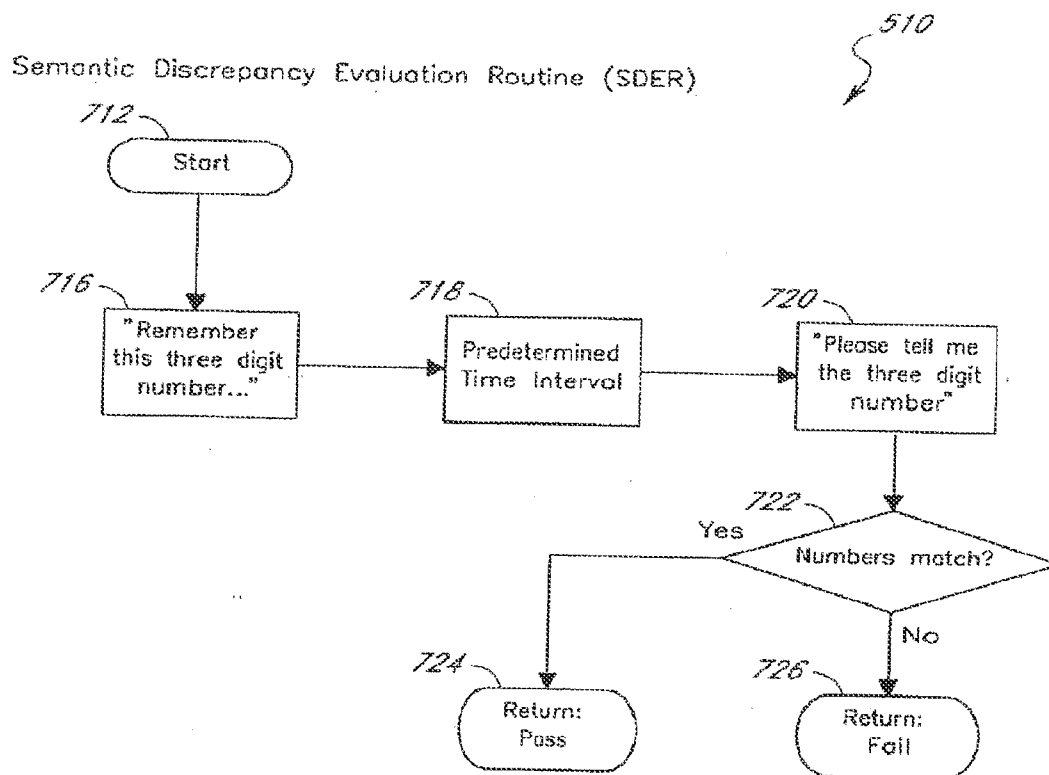 510
Semantic Discrepancy Evaluation Routine (SDER)
712
Start
716
"Remember
this three digit
number..."
718
Predetermined
Time Interval
720
"Please tell me
the three digit
number"
722
Yes
Numbers match?
No
724
Return:
Pass
726
Return:
Fail